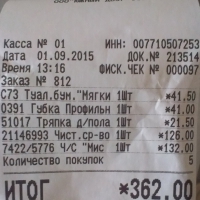 Касса № 01 ИНН: 007710507253
Дата 01.09.2015 ДОК.№ 213514
Время 13:16 ФИСК.ЧЕК № 000097
Заказ № 812
С73 Туал.бум."Мягки 1шт *41,50
0391 Губка Профильн 1шт *41,00
51017 Тряпка д/пола 1шт *21,50
21146993 Чист.ср-во 1шт *126,00
7422/5776 Ч/С "Мис 1шт *132,00
Количество покупок 5
ИТОГ *362.00